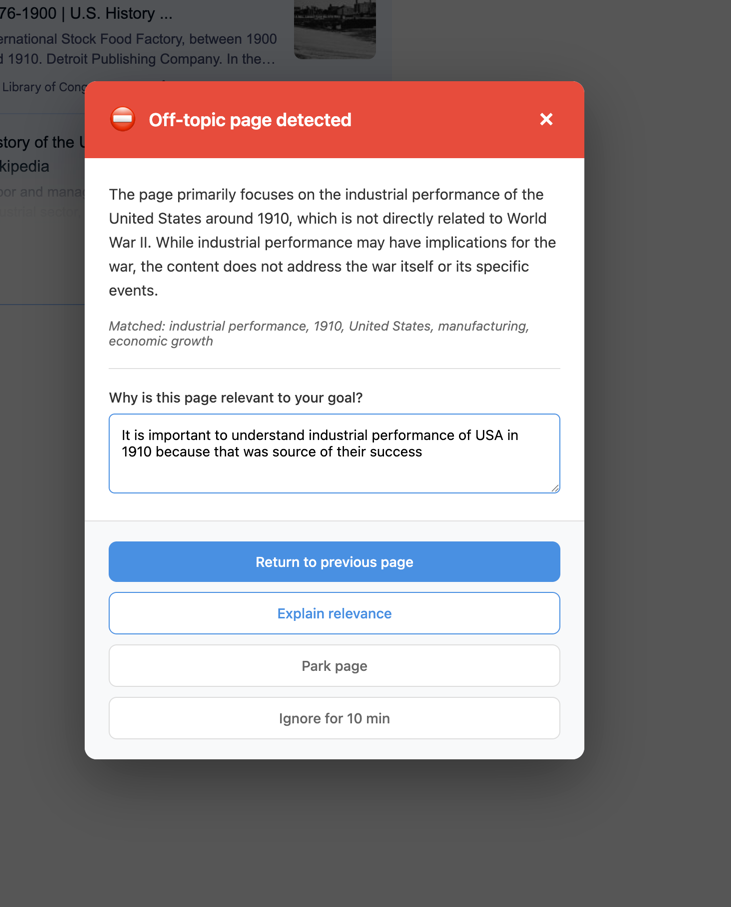 76-1900 | U.S. History ...
ernational Stock Food Factory, between 1900
d 1910. Detroit Publishing Company. In the...
Library of Cong
story of the U
kipedia
bor and mana
Off-topic page detected
The page primarily focuses on the industrial performance of the
United States around 1910, which is not directly related to World
War II. While industrial performance may have implications for the
war, the content does not address the war itself or its specific
events.
Matched: industrial performance, 1910, United States, manufacturing,
economic growth
Why is this page relevant to your goal?
It is important to understand industrial performance of USA in
1910 because that was source of their success
Return to previous page
Explain relevance
Park page
Ignore for 10 min